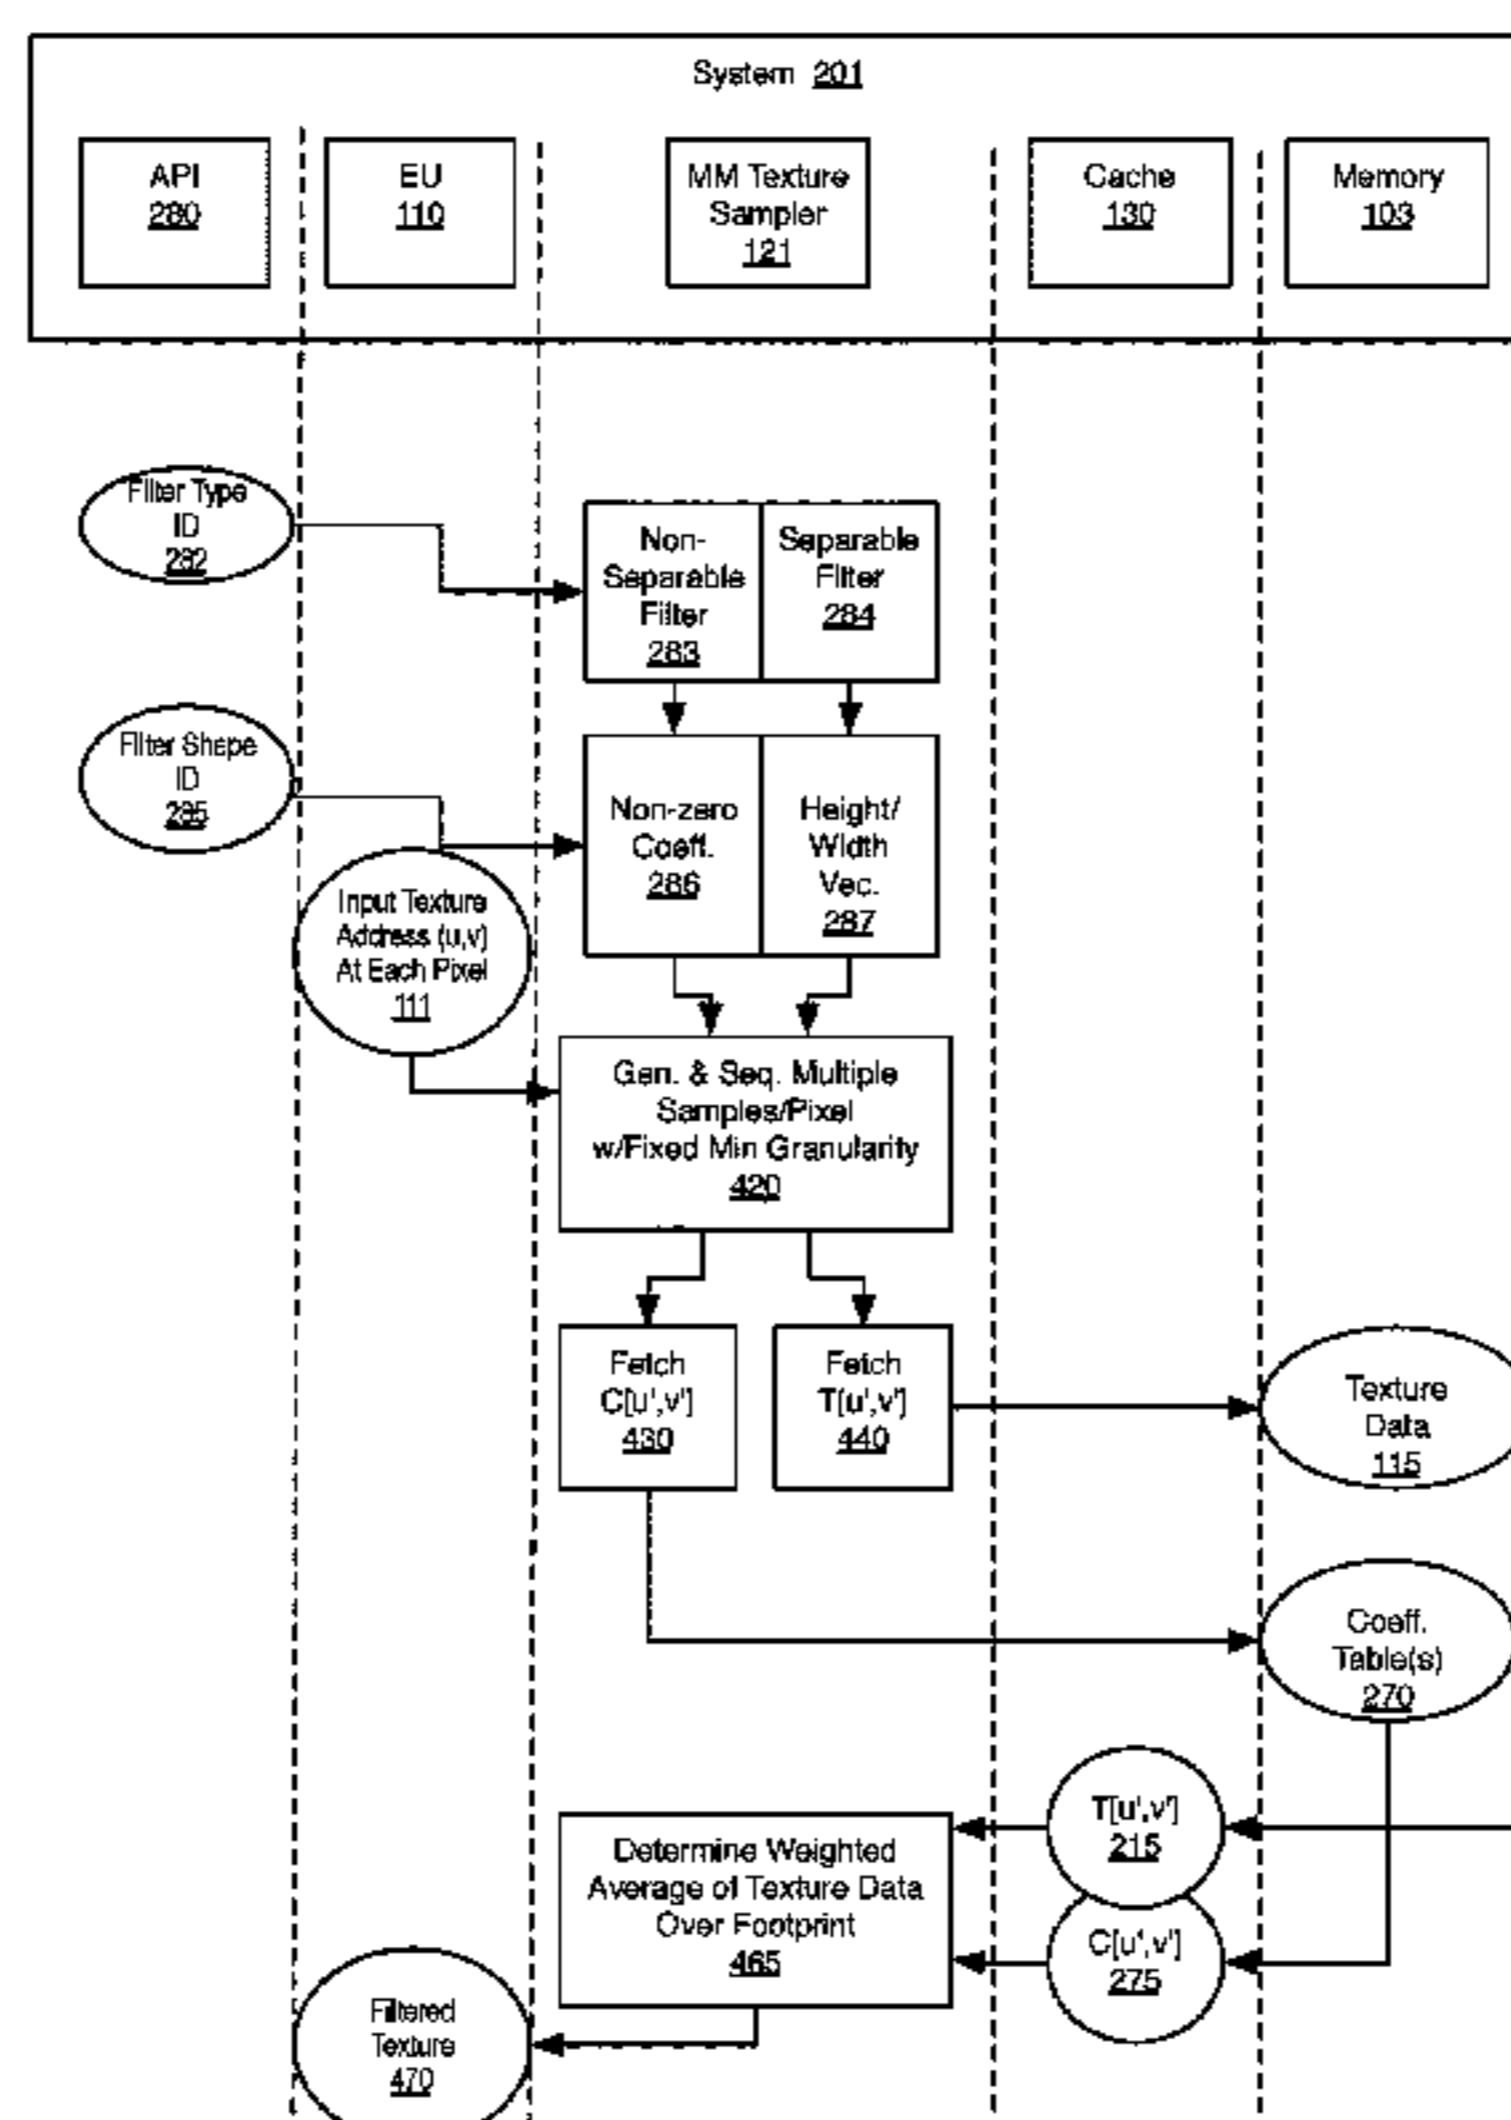 System 201
API
280
EU
110
MM Texture
Sampler
121
Cache
130
Memory
103
Filter Type
ID
282
Non-
Separable
Filter
283
Separable
Filter
284
Filter Shape
ID
285
Non-zero
Coeff.
286
Height/
Width
Vec.
287
Input Texture
Address (u,v)
At Each Pixel
111
Gen. & Seq. Multiple
Samples/Pixel
w/Fixed Min Granularity
420
Fetch
C[u',v']
430
Fetch
T[u',v']
440
Texture
Data
115
Coeff.
Table(s)
270
T[u',v']
215
Determine Weighted
Average of Texture Data
Over Footprint
465
C[u',v']
275
Filtered
Texture
470